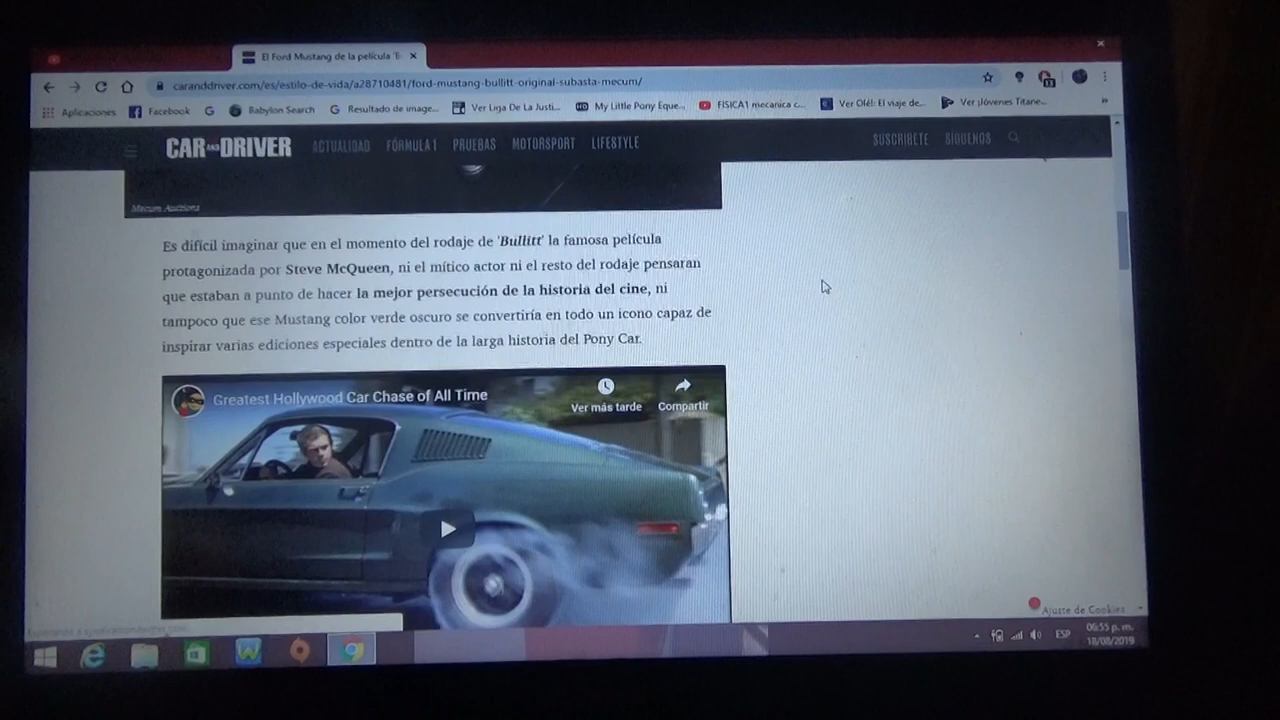 El Ford Mustang de la película 'B
caranddriver.com/es/estilo-de-vida/a28710481/ford-mustang-bullitt-original-subasta-mecum/
Aplicaciones Facebook Babylon Search Resultado de image... Ver Liga De La Justi... My Little Pony Eque... FISICA1 mecanica c... Ver Olé!: El viaje de... Ver ¡Jóvenes Titane...
CAR AND DRIVER ACTUALIDAD FÓRMULA 1 PRUEBAS MOTORSPORT LIFESTYLE SUSCRIBETE SÍGUENOS
Mecum Auctions
Es difícil imaginar que en el momento del rodaje de 'Bullitt' la famosa película
protagonizada por Steve McQueen, ni el mítico actor ni el resto del rodaje pensaran
que estaban a punto de hacer la mejor persecución de la historia del cine, ni
tampoco que ese Mustang color verde oscuro se convertiría en todo un icono capaz de
inspirar varias ediciones especiales dentro de la larga historia del Pony Car.
Greatest Hollywood Car Chase of All Time
Ver más tarde Compartir
Ajuste de Cookies
ESP
06:55 p. m.
18/08/2019